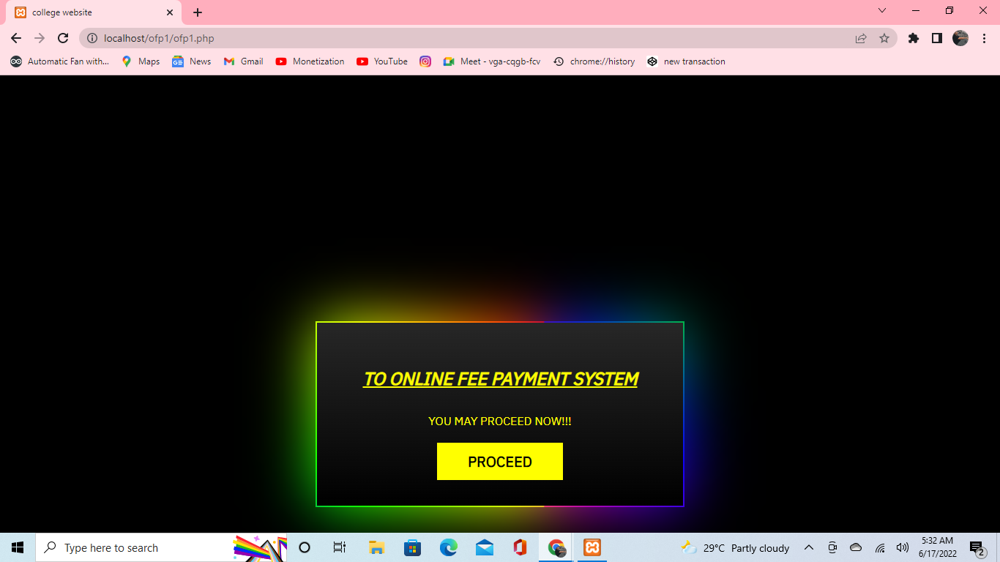 college website
localhost/ofp1/ofp1.php
Automatic Fan with... Maps News Gmail Monetization YouTube Meet - vga-cqgb-fcv chrome://history new transaction
TO ONLINE FEE PAYMENT SYSTEM
YOU MAY PROCEED NOW!!!
PROCEED
Type here to search
29°C Partly cloudy
5:32 AM
6/17/2022
2